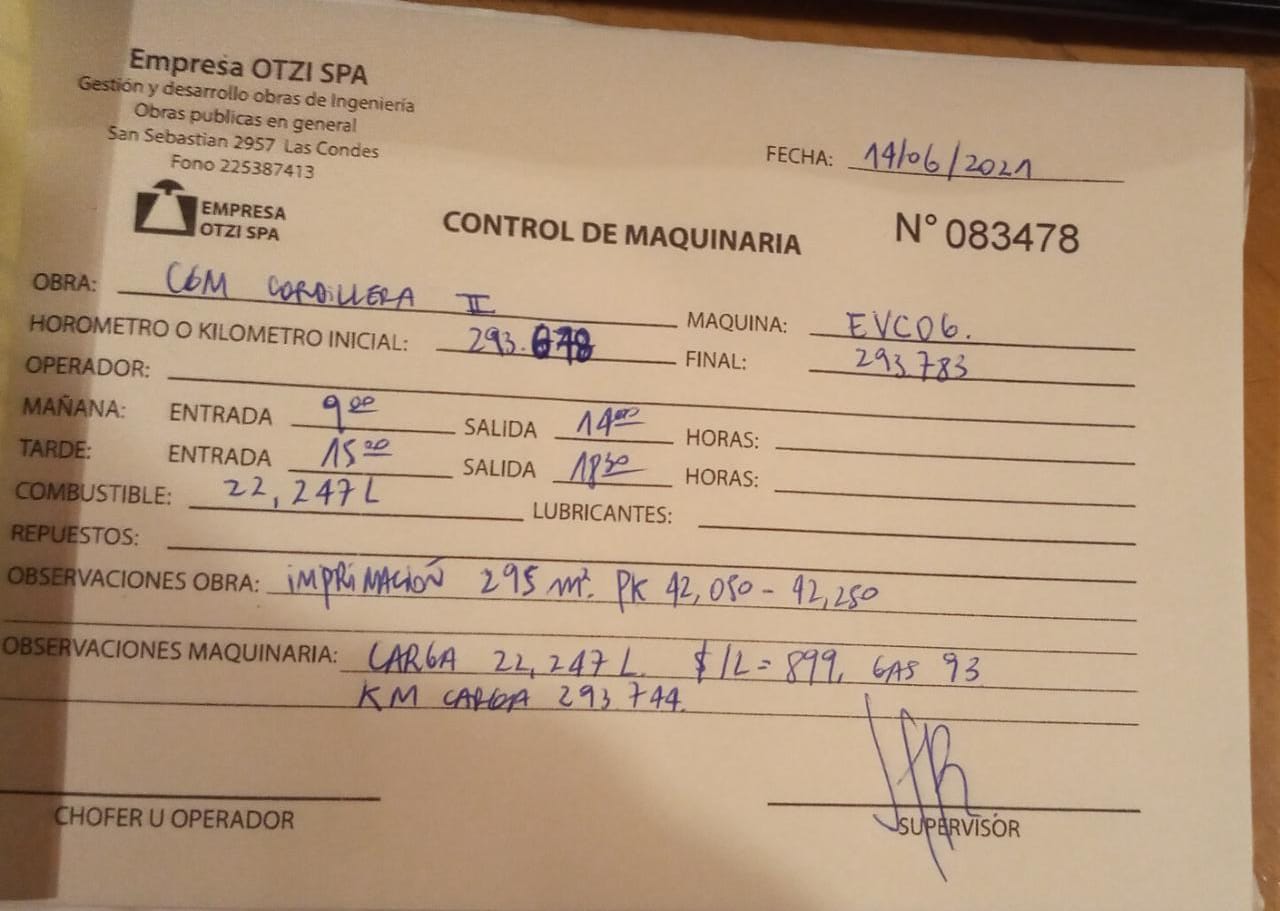 Empresa OTZI SPA
Gestión y desarrollo obras de Ingeniería
Obras publicas en general
San Sebastian 2957 Las Condes
Fono 225387413
EMPRESA
OTZI SPA
FECHA: 14/06/2021
CONTROL DE MAQUINARIA
N° 083478
OBRA: CGM CORDILLERA II
MAQUINA: EVCO6.
HOROMETRO O KILOMETRO INICIAL: 293.
FINAL: 293.783
OPERADOR:
MAÑANA: ENTRADA 9 00 SALIDA 14 00 HORAS:
TARDE: ENTRADA 15 00 SALIDA 18 30 HORAS:
COMBUSTIBLE: 22,247 L LUBRICANTES:
REPUESTOS:
OBSERVACIONES OBRA: IMPRIMACIOÑ 295 m². PK 42,050 - 42,250
OBSERVACIONES MAQUINARIA: CARGA 22,247 L. $/L = 899. GAS 93
KM CARGA 293 744.
CHOFER U OPERADOR
SUPERVISOR